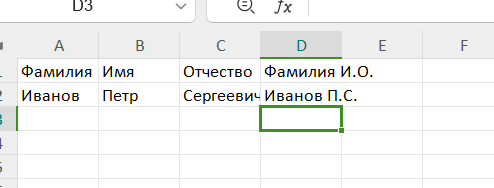 D3
fx
A B C D E F
1 Фамилия Имя Отчество Фамилия И.О.
2 Иванов Петр Сергеевич Иванов П.С.
3
4
5